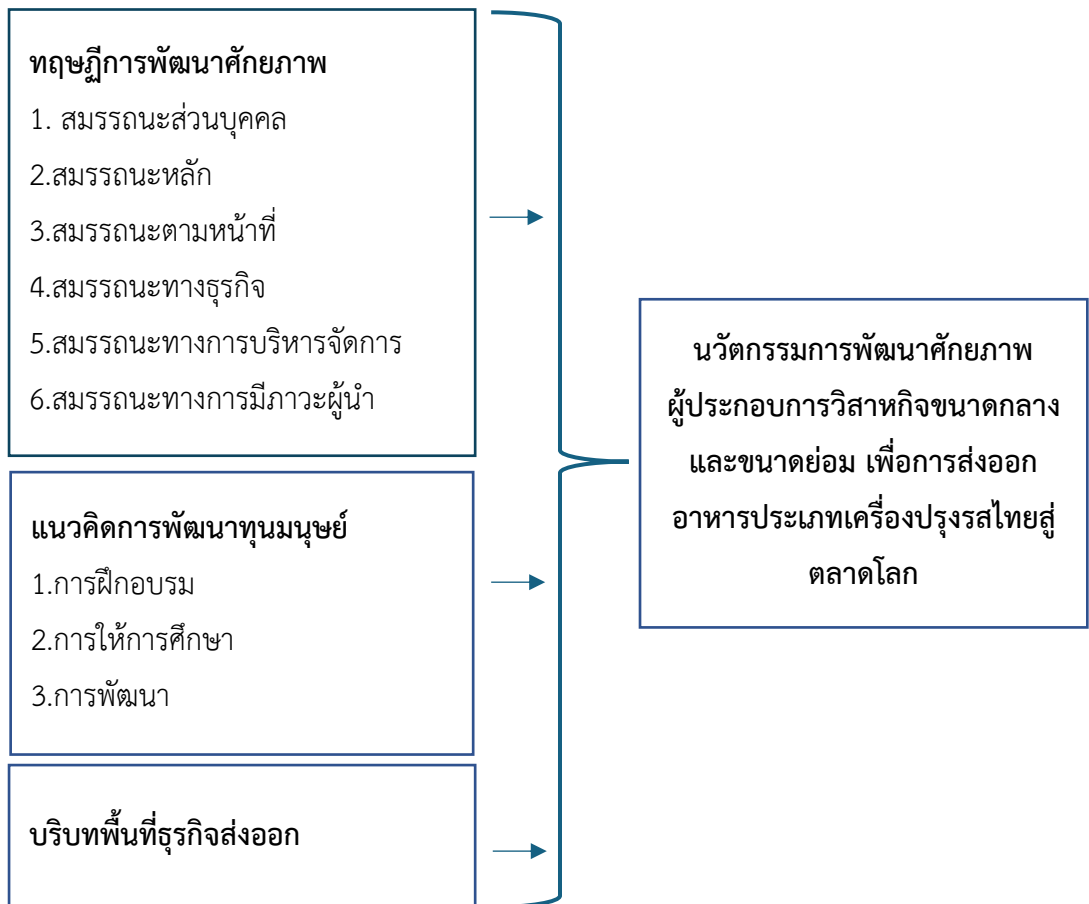 ทฤษฏีการพัฒนาศักยภาพ
1. สมรรถนะส่วนบุคคล
2.สมรรถนะหลัก
3.สมรรถนะตามหน้าที่
4.สมรรถนะทางธุรกิจ
5.สมรรถนะทางการบริหารจัดการ
6.สมรรถนะทางการมีภาวะผู้นำ
แนวคิดการพัฒนาทุนมนุษย์
1.การฝึกอบรม
2.การให้การศึกษา
3.การพัฒนา
บริบทพื้นที่ธุรกิจส่งออก
นวัตกรรมการพัฒนาศักยภาพ
ผู้ประกอบการวิสาหกิจขนาดกลาง
และขนาดย่อม เพื่อการส่งออก
อาหารประเภทเครื่องปรุงรสไทยสู่
ตลาดโลก